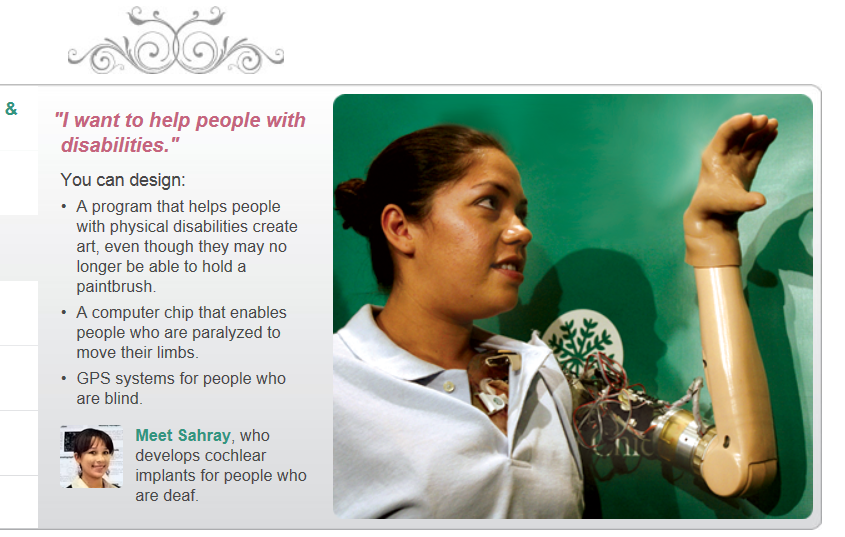 &
"I want to help people with
disabilities."
You can design:
• A program that helps people
with physical disabilities create
art, even though they may no
longer be able to hold a
paintbrush.
• A computer chip that enables
people who are paralyzed to
move their limbs.
• GPS systems for people who
are blind.
Meet Sahray, who
develops cochlear
implants for people who
are deaf.